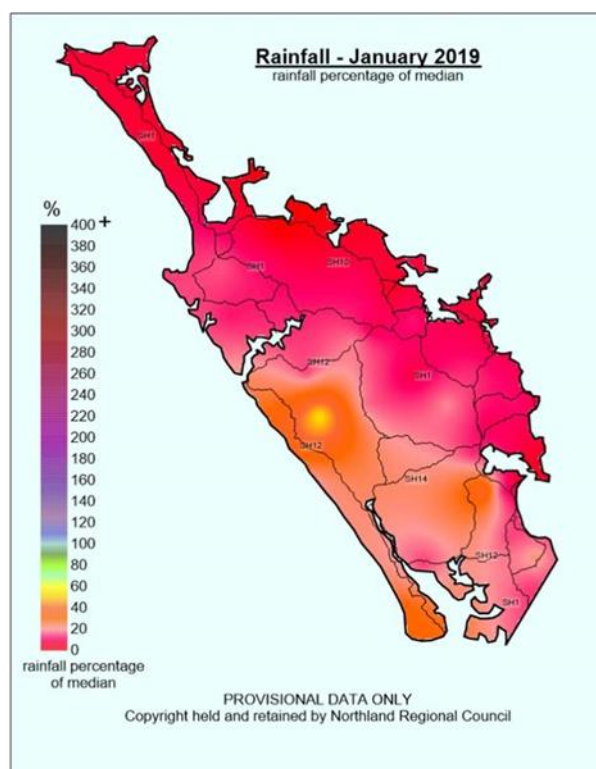 Rainfall - January 2019
rainfall percentage of median
SH1
%
400 +
380
360
340
320
300
280
260
240
220
200
180
160
140
120
100
80
60
40
20
0
rainfall percentage
of median
SH1
SH10
SH12
SH1
SH12
SH14
SH12
SH1
PROVISIONAL DATA ONLY
Copyright held and retained by Northland Regional Council